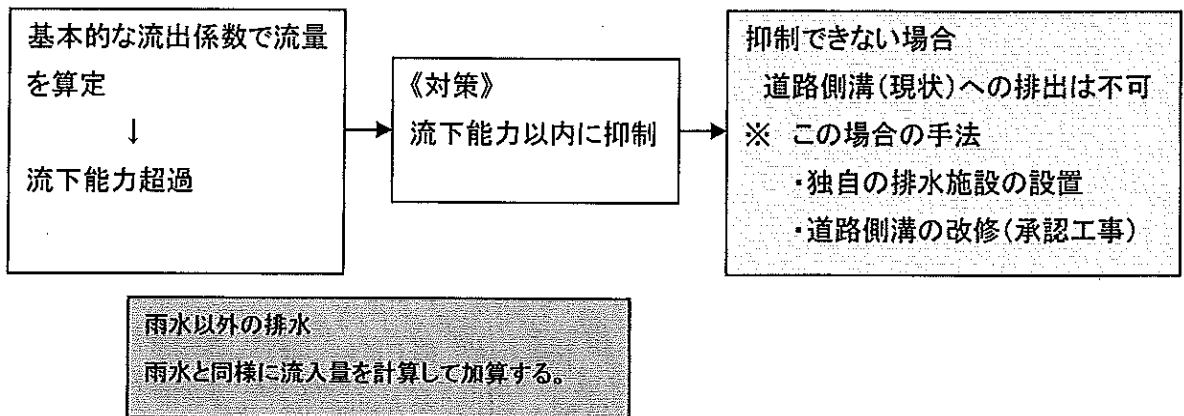 基本的な流出係数で流量
を算定
↓
流下能力超過
《対策》
流下能力以内に抑制
抑制できない場合
道路側溝(現状)への排出は不可
※ この場合の手法
・独自の排水施設の設置
・道路側溝の改修(承認工事)
雨水以外の排水
雨水と同様に流入量を計算して加算する。